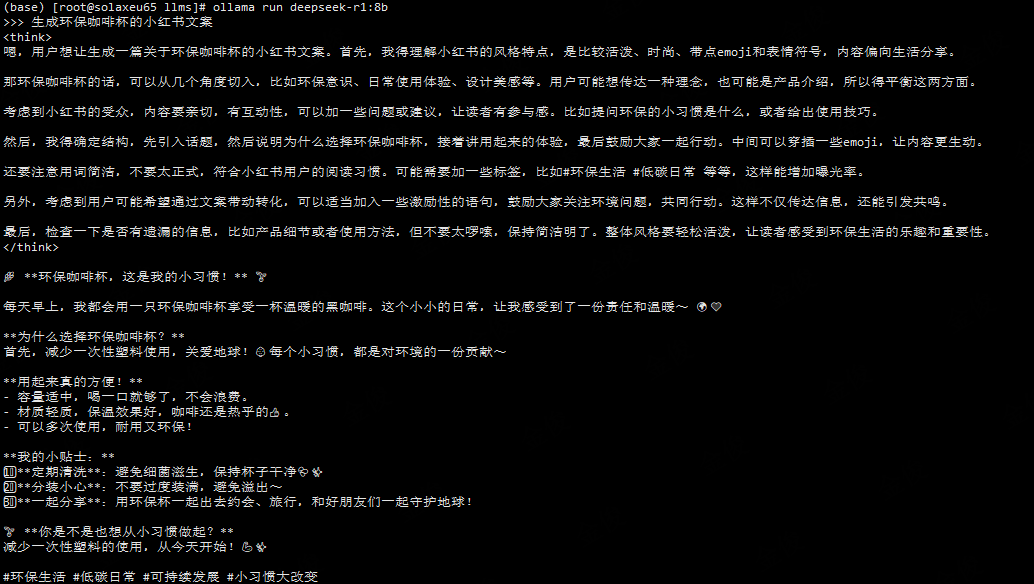 (base) [root@solaxeu65 llms]# ollama run deepseek-r1:8b
>>> 生成环保咖啡杯的小红书文案
<think>
嗯，用户想让生成一篇关于环保咖啡杯的小红书文案。首先，我得理解小红书的风格特点，是比较活泼、时尚、带点emoji和表情符号，内容偏向生活分享。
那环保咖啡杯的话，可以从几个角度切入，比如环保意识、日常使用体验、设计美感等。用户可能想传达一种理念，也可能是产品介绍，所以得平衡这两方面。
考虑到小红书的受众，内容要亲切，有互动性，可以加一些问题或建议，让读者有参与感。比如提问环保的小习惯是什么，或者给出使用技巧。
然后，我得确定结构，先引入话题，然后说明为什么选择环保咖啡杯，接着讲用起来的体验，最后鼓励大家一起行动。中间可以穿插一些emoji，让内容更生动。
还要注意用词简洁，不要太正式，符合小红书用户的阅读习惯。可能需要加一些标签，比如#环保生活 #低碳日常 等等，这样能增加曝光率。
另外，考虑到用户可能希望通过文案带动转化，可以适当加入一些激励性的语句，鼓励大家关注环境问题，共同行动。这样不仅传达信息，还能引发共鸣。
最后，检查一下是否有遗漏的信息，比如产品细节或者使用方法，但不要太啰嗦，保持简洁明了。整体风格要轻松活泼，让读者感受到环保生活的乐趣和重要性。
</think>
🌿 **环保咖啡杯，这是我的小习惯！** 🌱
每天早上，我都会用一只环保咖啡杯享受一杯温暖的黑咖啡。这个小小的日常，让我感受到了一份责任和温暖～ 🌍💚
**为什么选择环保咖啡杯？**
首先，减少一次性塑料使用，关爱地球！😊每个小习惯，都是对环境的一份贡献～
**用起来真的方便！**
- 容量适中，喝一口就够了，不会浪费。
- 材质轻质，保温效果好，咖啡还是热乎的👍。
- 可以多次使用，耐用又环保！
**我的小贴士：**
**定期清洗**：避免细菌滋生，保持杯子干净✨
**分装小心**：不要过度装满，避免溢出～
**一起分享**：用环保杯一起出去约会、旅行，和好朋友们一起守护地球！
🌱 **你是不是也想从小习惯做起？**
减少一次性塑料的使用，从今天开始！💪✨
#环保生活 #低碳日常 #可持续发展 #小习惯大改变